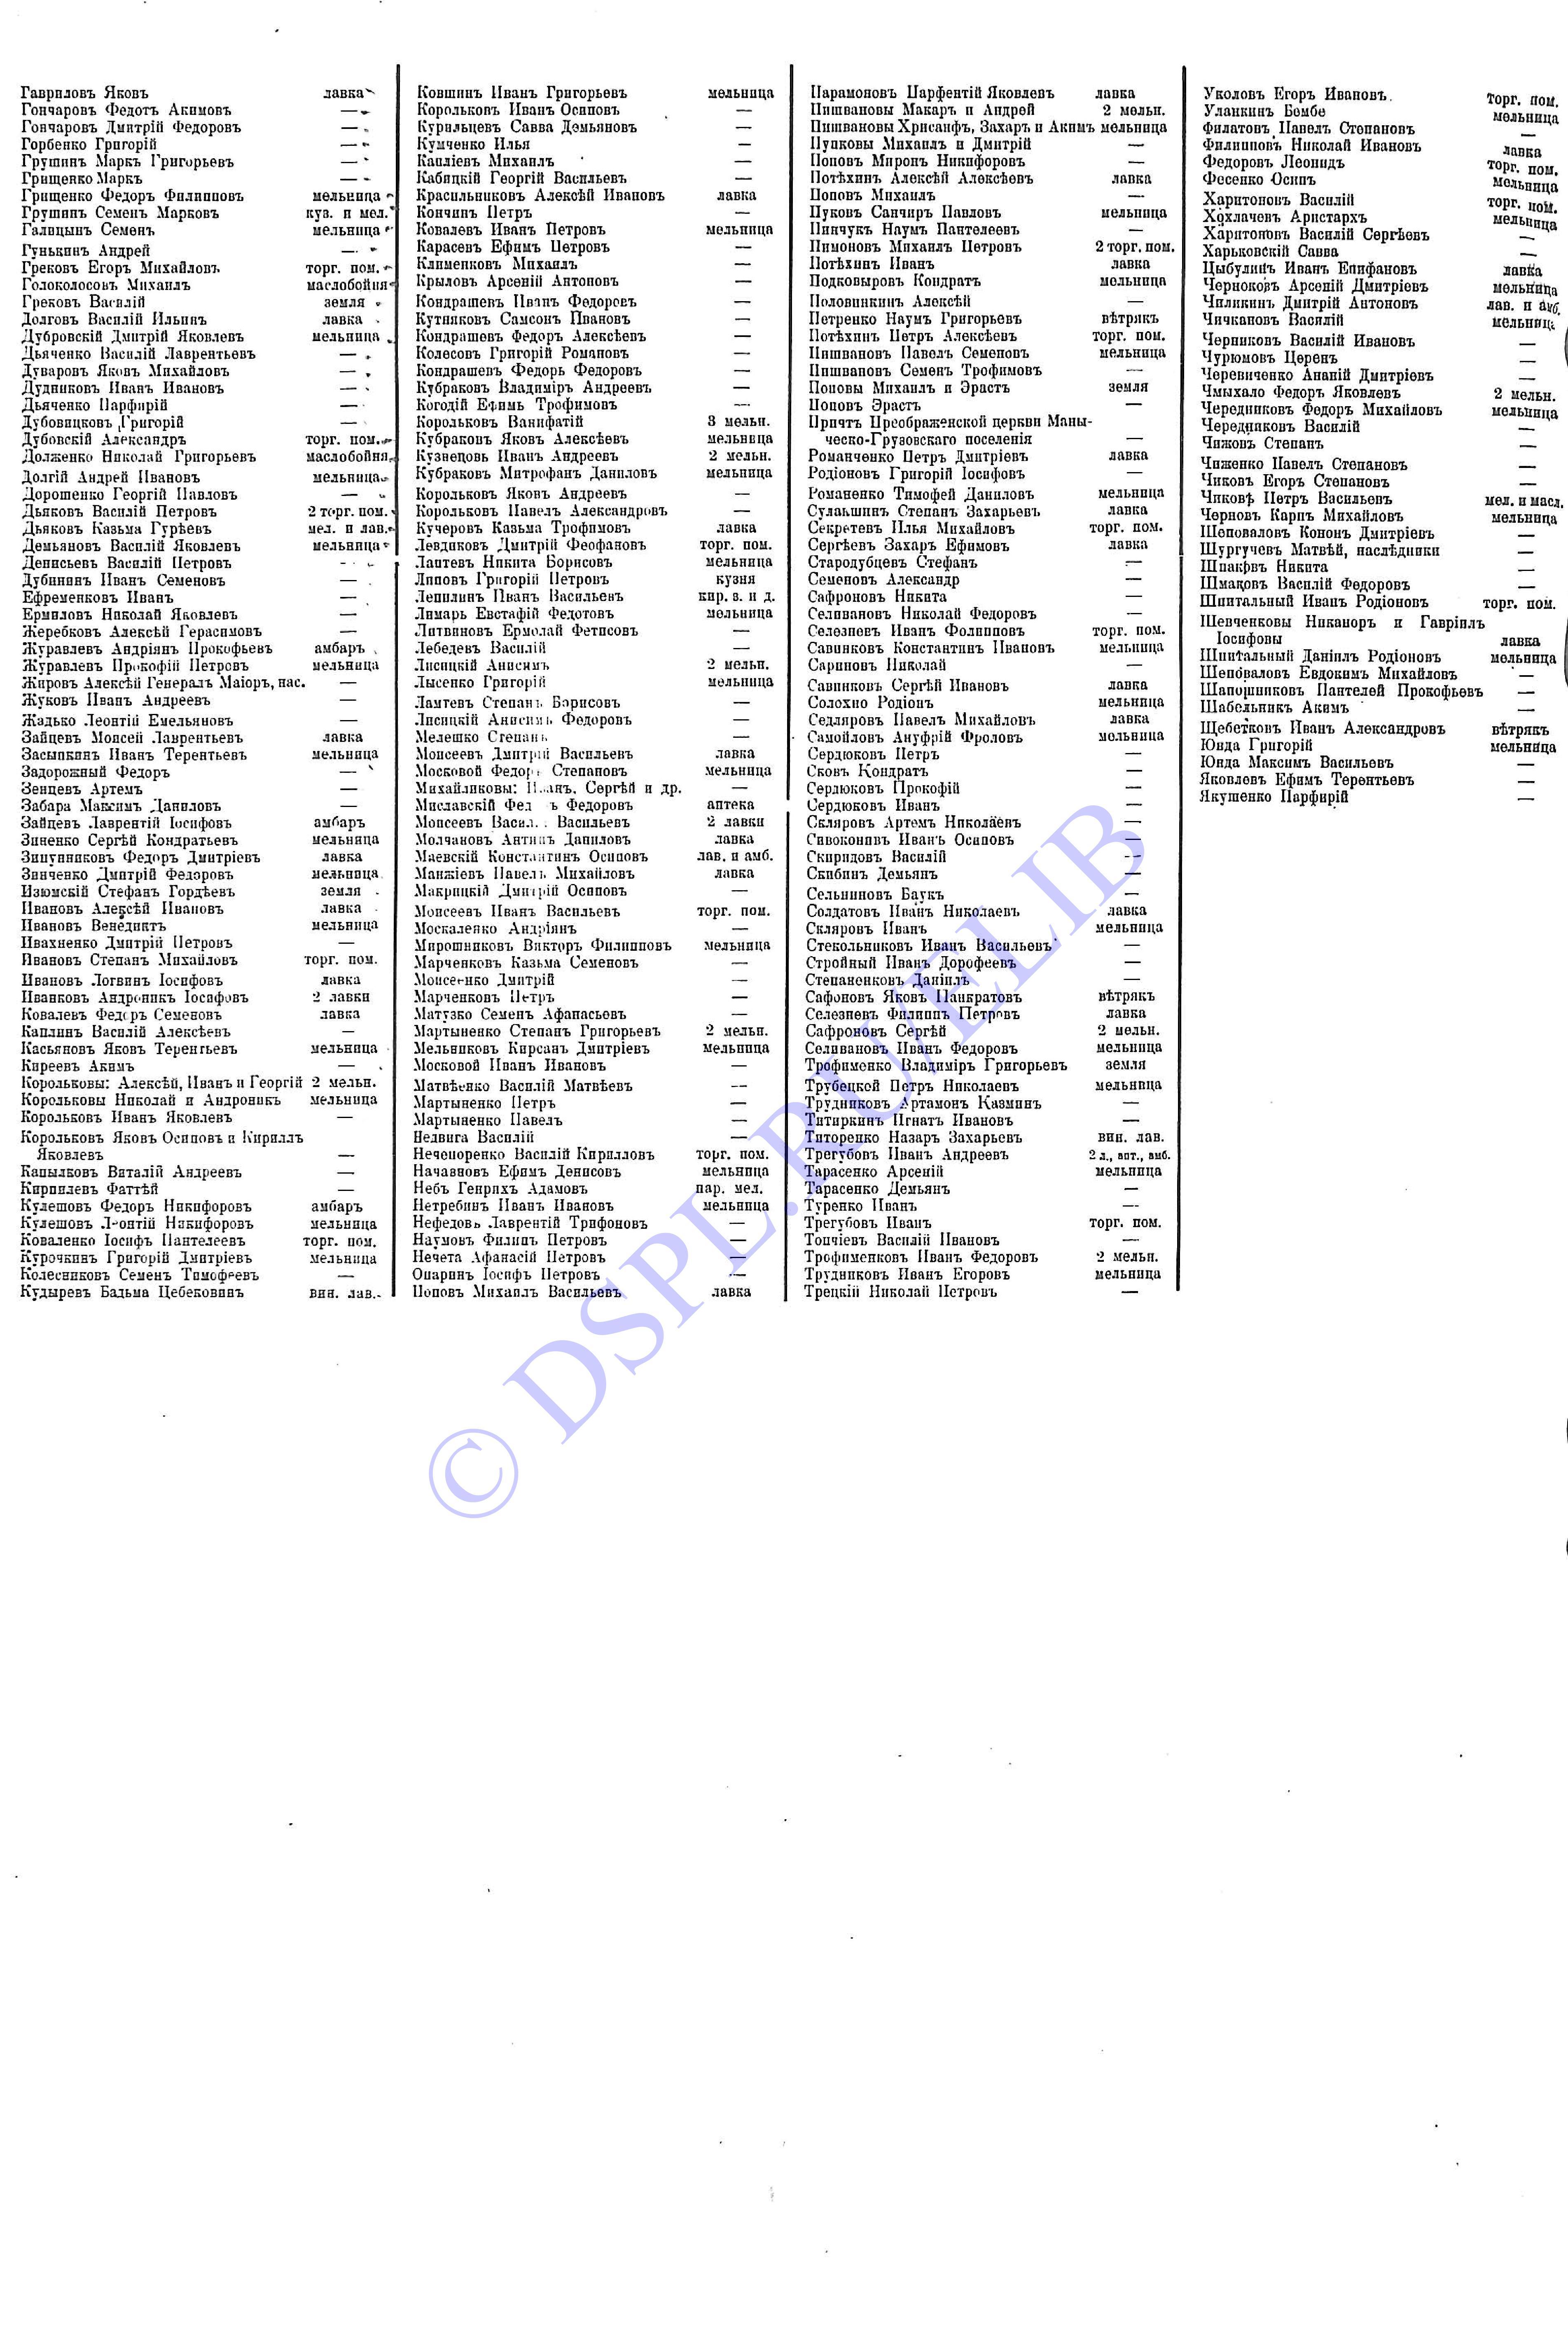 Гавриловъ Яковъ лавка
Гончаровъ Федотъ Акимовъ —
Гончаровъ Дмитрій Федоровъ —
Горбенко Григорій —
Грушинъ Маркъ Григорьевъ —
Грищенко Маркъ —
Грищенко Федоръ Филипповъ мельница
Грушинъ Семенъ Марковъ куз. и мел.
Галицынъ Семенъ мельница
Гунькинъ Андрей —
Грековъ Егоръ Михайловъ торг. пом.
Голоколосовъ Михаилъ маслобойня
Грековъ Василій земля
Долговъ Василій Ильинъ лавка
Дубровскій Дмитрій Яковлевъ мельница
Дьяченко Василій Лаврентьевъ —
Дуваровъ Яковъ Михайловъ —
Дудниковъ Иванъ Ивановъ —
Дьяченко Парфирій —
Дубовицковъ Григорій —
Дубовскій Александръ торг. пом.
Долженко Николай Григорьевъ маслобойня
Долгій Андрей Ивановъ мельница
Дорошенко Георгій Павловъ —
Дьяковъ Василій Петровъ 2 торг. пом.
Дьяковъ Казьма Гурѣевъ мел. и лав.
Демьяновъ Василій Яковлевъ мельница
Денисьевъ Василій Петровъ —
Дубининъ Иванъ Семеновъ —
Ефременковъ Иванъ —
Ермиловъ Николай Яковлевъ —
Жеребковъ Алексѣй Герасимовъ —
Журавлевъ Андріянъ Прокофьевъ амбаръ
Журавлевъ Прокофій Петровъ мельница
Жировъ Алексѣй Генералъ Маіоръ, нас. —
Жуковъ Иванъ Андреевъ —
Жадько Леонтій Емельяновъ —
Зайцевъ Моисей Лаврентьевъ лавка
Засыпкинъ Иванъ Терентьевъ мельница
Задорожный Федоръ —
Зенцевъ Артемъ —
Забара Максимъ Даниловъ —
Зайцевъ Лаврентій Іосифовъ амбаръ
Зиненко Сергѣй Кондратьевъ мельница
Зипунниковъ Федоръ Дмитріевъ лавка
Зинченко Дмитрій Федоровъ мельница
Изюмскій Стефанъ Гордѣевъ земля
Ивановъ Алексѣй Ивановъ лавка
Ивановъ Венедиктъ мельница
Ивахненко Дмитрій Петровъ —
Ивановъ Степанъ Михайловъ торг. пом.
Ивановъ Логвинъ Іосифовъ лавка
Иванковъ Андроникъ Іосифовъ 2 лавки
Ковалевъ Федоръ Семеновъ лавка
Каплинъ Василій Алексѣевъ —
Касьяновъ Яковъ Терентьевъ мельница
Киреевъ Акимъ —
Корольковы: Алексѣй, Иванъ и Георгій 2 мельн.
Корольковы Николай и Андроникъ мельница
Корольковъ Иванъ Яковлевъ —
Корольковъ Яковъ Осиповъ и Кириллъ
Яковлевъ —
Капылковъ Виталій Андреевъ —
Кирпилевъ Фаттѣй —
Кулешовъ Федоръ Никифоровъ амбаръ
Кулешовъ Леонтій Никифоровъ мельница
Коваленко Іосифъ Пантелеевъ торг. пом.
Курочкинъ Григорій Дмитріевъ мельница
Колесниковъ Семенъ Тимофеевъ —
Кудыревъ Бадьма Цебековинъ вин. лав.
Ковшинъ Иванъ Григорьевъ мельница
Корольковъ Иванъ Осиповъ —
Курильцевъ Савва Демьяновъ —
Кумченко Илья —
Капліевъ Михаилъ —
Кабицкій Георгій Васильевъ —
Красильниковъ Алексѣй Ивановъ лавка
Кончинъ Петръ —
Ковалевъ Иванъ Петровъ мельница
Карасевъ Ефимъ Петровъ —
Клименковъ Михаилъ —
Крыловъ Арсеній Антоновъ —
Кондрашевъ Иванъ Федоровъ —
Кутняковъ Самсонъ Ивановъ —
Кондрашевъ Федоръ Алексѣевъ —
Колесовъ Григорій Романовъ —
Кондрашевъ Федоръ Федоровъ —
Кубраковъ Владиміръ Андреевъ —
Когодій Ефимъ Трофимовъ —
Корольковъ Ванифатій 3 мельн.
Кубраковъ Яковъ Алексѣевъ мельница
Кузнецовъ Иванъ Андреевъ 2 мельн.
Кубраковъ Митрофанъ Даниловъ мельница
Корольковъ Яковъ Андреевъ —
Корольковъ Павелъ Александровъ —
Кучеровъ Казьма Трофимовъ лавка
Левдиковъ Дмитрій Феофановъ торг. пом.
Лаптевъ Никита Борисовъ мельница
Липовъ Григорій Петровъ кузня
Лепилинъ Иванъ Васильевъ кир. з. и д.
Лимарь Евстафій Федотовъ мельница
Литвиновъ Ермолай Фетисовъ —
Лебедевъ Василій —
Лисицкій Анисимъ 2 мельн.
Лысенко Григорій мельница
Лаптевъ Степанъ Борисовъ —
Лисицкій Анисимъ Федоровъ —
Мелешко Степанъ —
Моисеевъ Дмитрій Васильевъ лавка
Московой Федоръ Степановъ мельница
Михайликовы: Иванъ, Сергѣй и др. —
Миславскій Фед ъ Федоровъ аптека
Моисеевъ Васил.. Васильевъ 2 лавки
Молчановъ Антипъ Даниловъ лавка
Маевскій Константинъ Осиповъ лав. и амб.
Манжіевъ Павелъ Михайловъ лавка
Макрицкій Дмитрій Осиповъ —
Моисеевъ Иванъ Васильевъ торг. пом.
Москаленко Андріянъ —
Мирошниковъ Викторъ Филипповъ мельница
Марченковъ Казьма Семеновъ —
Моисеенко Дмитрій —
Марченковъ Петръ —
Матузко Семенъ Афанасьевъ —
Мартыненко Степанъ Григорьевъ 2 мельн.
Мельниковъ Кирсанъ Дмитріевъ мельница
Московой Иванъ Ивановъ —
Матвѣенко Василій Матвѣевъ —
Мартыненко Петръ —
Мартыненко Павелъ —
Недвига Василій —
Нечепоренко Василій Кирилловъ торг. пом.
Начанновъ Ефимъ Денисовъ мельница
Небъ Генрихъ Адамовъ пар. мел.
Нетребинъ Иванъ Ивановъ мельница
Нефедовъ Лаврентій Трифоновъ —
Наумовъ Филипъ Петровъ —
Нечета Афанасій Петровъ —
Опаринъ Іосифъ Петровъ —
Поповъ Михаилъ Васильевъ лавка
Парамоновъ Парфентій Яковлевъ лавка
Пишвановы Макаръ и Андрей 2 мельн.
Пишвановы Хрисанфъ, Захаръ и Акимъ мельница
Пупковы Михаилъ и Дмитрій —
Поповъ Миронъ Никифоровъ —
Потѣхинъ Алексѣй Алексѣевъ лавка
Поповъ Михаилъ —
Пуковъ Санчиръ Павловъ мельница
Пинчукъ Наумъ Пантелеевъ —
Пимоновъ Михаилъ Петровъ 2 торг. пом.
Потѣхинъ Иванъ лавка
Подковыровъ Кондратъ мельница
Половинкинъ Алексѣй —
Петренко Наумъ Григорьевъ вѣтрякъ
Потѣхинъ Петръ Алексѣевъ торг. пом.
Пишвановъ Павелъ Семеновъ мельница
Пишвановъ Семенъ Трофимовъ —
Поповы Михаилъ и Эрастъ земля
Поповъ Эрастъ —
Притчъ Преображенской церкви Маны-
ческо-Грузовскаго поселенія —
Романченко Петръ Дмитріевъ лавка
Родіоновъ Григорій Іосифовъ —
Романенко Тимофей Даниловъ мельница
Сулакшинъ Степанъ Захарьевъ лавка
Секретевъ Илья Михайловъ торг. пом.
Сергѣевъ Захаръ Ефимовъ лавка
Стародубцевъ Стефанъ —
Семеновъ Александр —
Сафроновъ Никита —
Селивановъ Николай Федоровъ —
Селезневъ Иванъ Фолипповъ торг. пом.
Савинковъ Константинъ Ивановъ мельница
Сариновъ Николай —
Савинковъ Сергѣй Ивановъ лавка
Солохно Родіонъ мельница
Седляровъ Павелъ Михайловъ лавка
Самойловъ Ануфрій Фроловъ мельница
Сердюковъ Петръ —
Сковъ Кондратъ —
Сердюковъ Прокофій —
Сердюковъ Иванъ —
Скляровъ Артемъ Николаевъ —
Сивоконивъ Иванъ Осиповъ —
Скиридовъ Василій —
Скибинъ Демьянъ —
Сельниновъ Баукъ —
Солдатовъ Иванъ Николаевъ лавка
Скляровъ Иванъ мельница
Стекольниковъ Иванъ Васильевъ —
Стройный Иванъ Дорофеевъ —
Степаненковъ Даніилъ —
Сафоновъ Яковъ Панкратовъ вѣтрякъ
Селезневъ Филиппъ Петровъ лавка
Сафроновъ Сергѣй 2 мельн.
Селивановъ Иванъ Федоровъ мельница
Трофименко Владиміръ Григорьевъ земля
Трубецкой Петръ Николаевъ мельница
Трудниковъ Артамонъ Казминъ —
Титиркинъ Игнатъ Ивановъ —
Титоренко Назаръ Захарьевъ вин. лав.
Трегубовъ Иванъ Андреевъ 2 л., апт., амб.
Тарасенко Арсеній мельница
Тарасенко Демьянъ —
Туренко Иванъ —
Трегубовъ Иванъ торг. пом.
Топчіевъ Василій Ивановъ —
Трофименковъ Иванъ Федоровъ 2 мельн.
Трудниковъ Иванъ Егоровъ мельница
Трецкій Николай Петровъ —
Уколовъ Егоръ Ивановъ торг. пом.
Уланкинъ Бембе мельница
Филатовъ Павелъ Степановъ —
Филипповъ Николай Ивановъ лавка
Федоровъ Леонидъ торг. пом.
Фесенко Осипъ мельница
Харитоновъ Василій торг. пом.
Хохлачевъ Аристархъ мельница
Харитоновъ Василій Сергѣевъ —
Харьковскій Савва —
Цыбулинъ Иванъ Епифановъ лавка
Чернокоръ Арсеній Дмитріевъ мельница
Чиликинъ Дмитрій Антоновъ лав. и амб.
Чичкановъ Василій мельница
Черниковъ Василій Ивановъ —
Чурюмовъ Церенъ —
Черевиченко Ананій Дмитріевъ —
Чмыхало Федоръ Яковлевъ 2 мельн.
Чередниковъ Федоръ Михайловъ мельница
Чередниковъ Василій —
Чижовъ Степанъ —
Чиженко Павелъ Степановъ —
Чиковъ Егоръ Степановъ —
Чиковъ Петръ Васильевъ мел. и масл.
Черновъ Карпъ Михайловъ мельница
Шеповаловъ Кононъ Дмитріевъ —
Шургучевъ Матвѣй, наслѣдники —
Шпаковъ Никита —
Шмаковъ Василій Федоровъ —
Шпитальный Иванъ Родіоновъ торг. пом.
Шевченковы Никаноръ и Гавріилъ
Іосифовы лавка
Шпитальный Даніилъ Родіоновъ мельница
Шеповаловъ Евдокимъ Михайловъ —
Шапошниковъ Пантелей Прокофьевъ —
Шабельникъ Акимъ —
Щебетковъ Иванъ Александровъ вѣтрякъ
Юнда Григорій мельница
Юнда Максимъ Васильевъ —
Яковлевъ Ефимъ Терентьевъ —
Якушенко Парфирій —
© DSPL.RU/ELIB